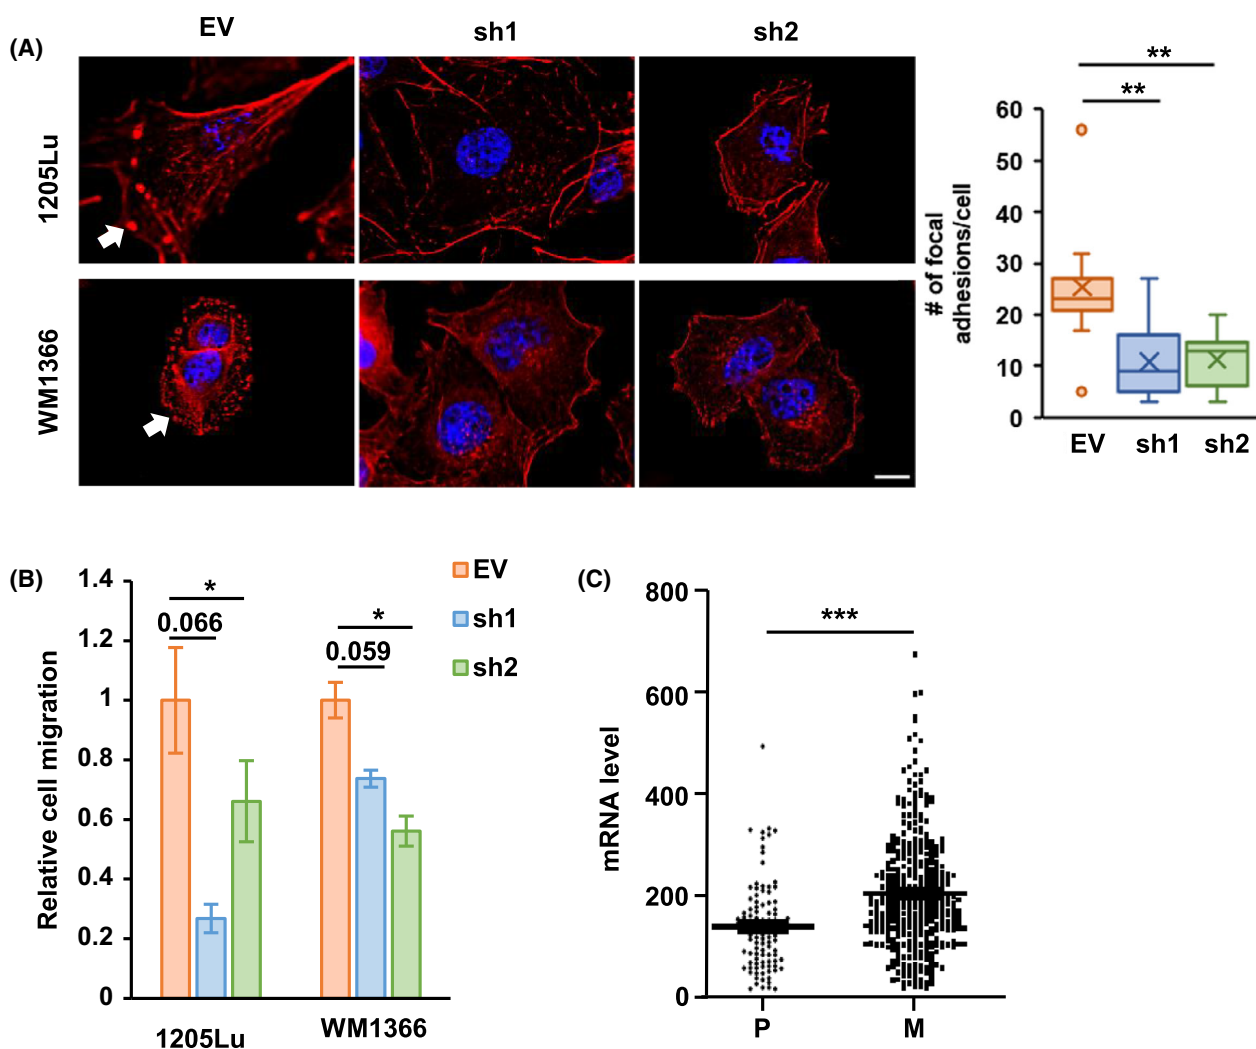 (A)
EV
sh1
sh2
1205Lu
WM1366
**
**
# of focal
adhesions/cell
60
50
40
30
20
10
0
EV
sh1
sh2
(B)
Relative cell migration
1.4
1.2
1
0.8
0.6
0.4
0.2
0
*
0.066
*
0.059
EV
sh1
sh2
1205Lu
WM1366
(C)
mRNA level
800
600
400
200
0
***
P
M